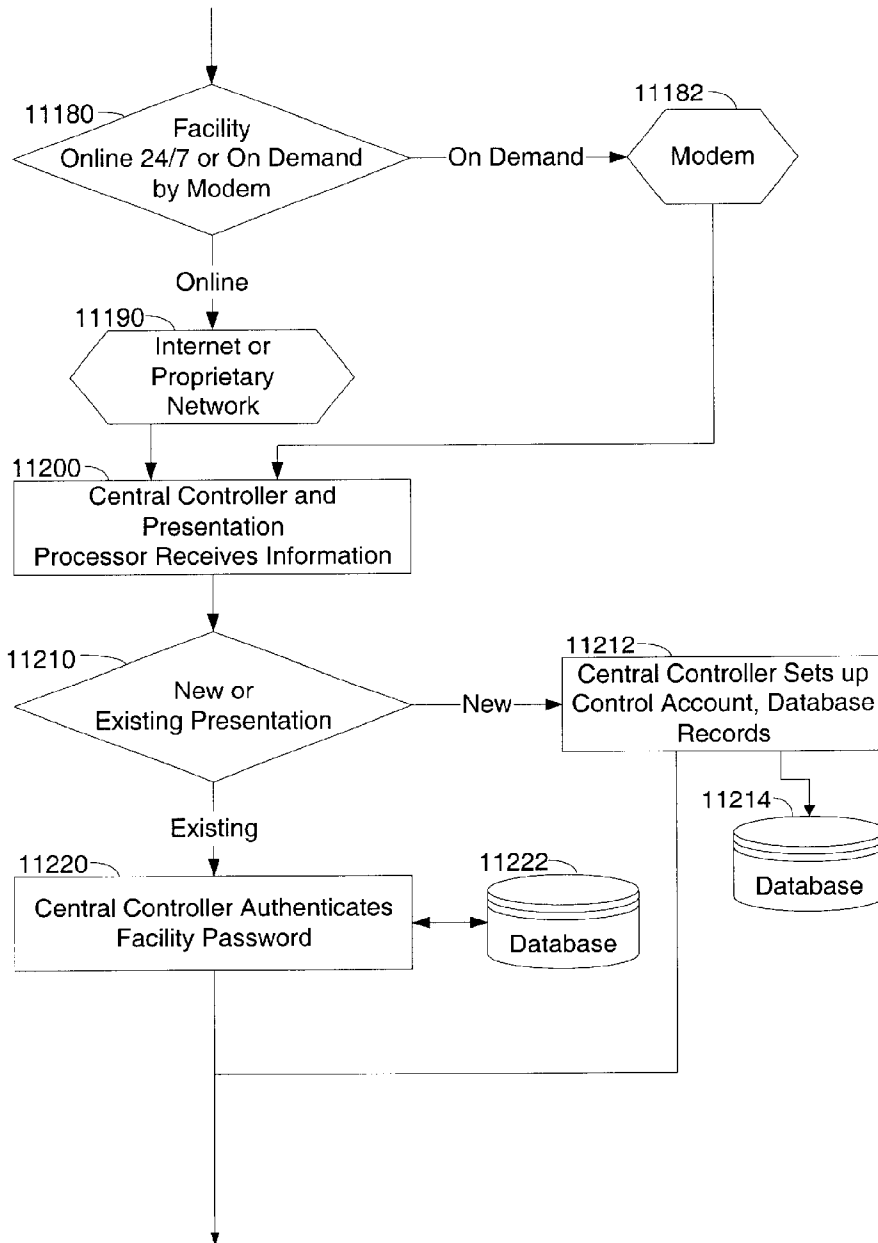 11180
Facility
Online 24/7 or On Demand
by Modem
On Demand
11182
Modem
Online
11190
Internet or
Proprietary
Network
11200
Central Controller and
Presentation
Processor Receives Information
11210
New or
Existing Presentation
New
11212
Central Controller Sets up
Control Account, Database
Records
11214
Database
Existing
11220
Central Controller Authenticates
Facility Password
11222
Database